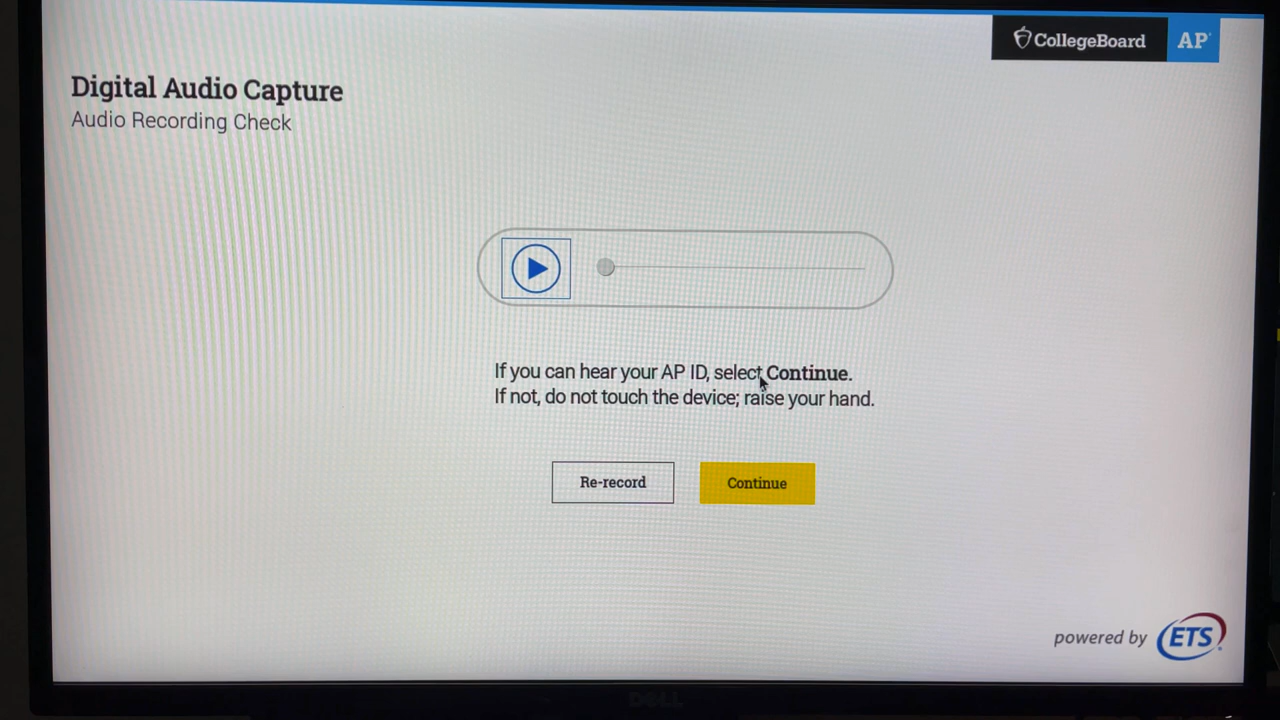 CollegeBoard AP
Digital Audio Capture
Audio Recording Check
If you can hear your AP ID, select Continue.
If not, do not touch the device; raise your hand.
Re-record
Continue
powered by ETS
DELL